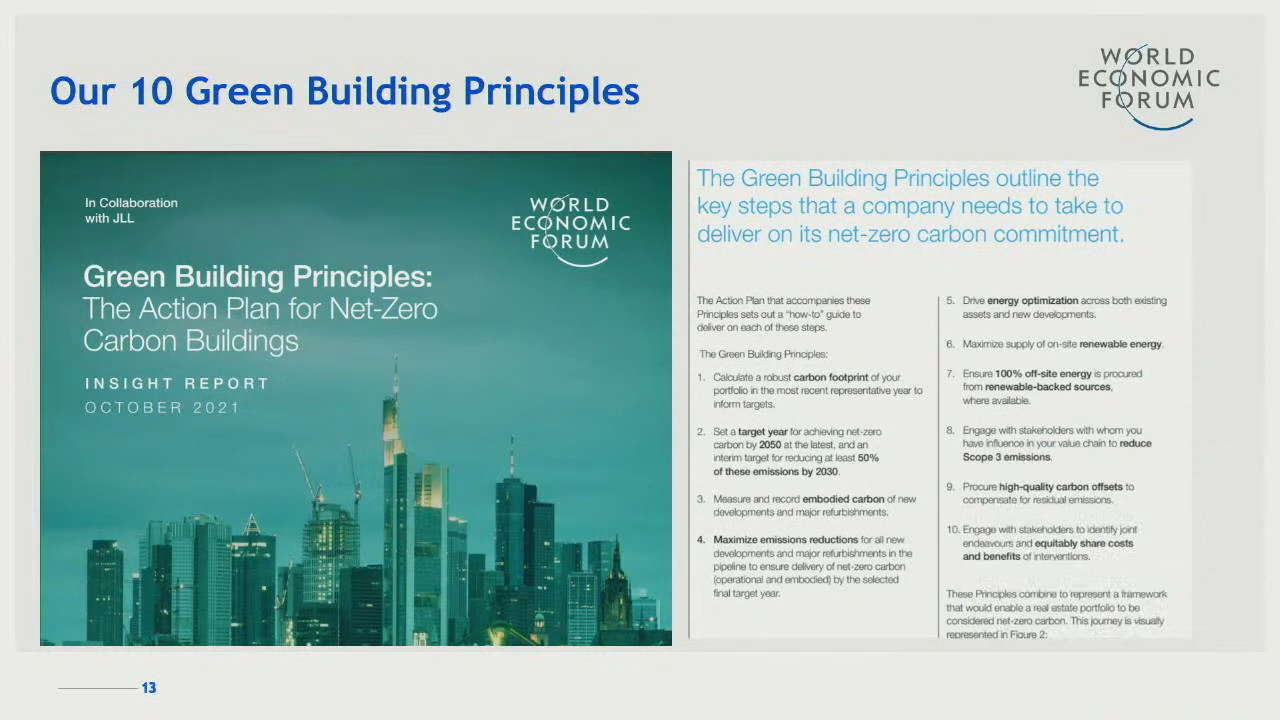 Our 10 Green Building Principles
WORLD
ECONOMIC
FORUM
In Collaboration
with JLL
WORLD
ECONOMIC
FORUM
Green Building Principles:
The Action Plan for Net-Zero
Carbon Buildings
INSIGHT REPORT
OCTOBER 2021
The Green Building Principles outline the
key steps that a company needs to take to
deliver on its net-zero carbon commitment.
The Action Plan that accompanies these
Principles sets out a “how-to” guide to
deliver on each of these steps.
The Green Building Principles:
1. Calculate a robust carbon footprint of your
portfolio in the most recent representative year to
inform targets.
2. Set a target year for achieving net-zero
carbon by 2050 at the latest, and an
interim target for reducing at least 50%
of these emissions by 2030.
3. Measure and record embodied carbon of new
developments and major refurbishments.
4. Maximize emissions reductions for all new
developments and major refurbishments in the
pipeline to ensure delivery of net-zero carbon
(operational and embodied) by the selected
final target year.
5. Drive energy optimization across both existing
assets and new developments.
6. Maximize supply of on-site renewable energy.
7. Ensure 100% off-site energy is procured
from renewable-backed sources,
where available.
8. Engage with stakeholders with whom you
have influence in your value chain to reduce
Scope 3 emissions.
9. Procure high-quality carbon offsets to
compensate for residual emissions.
10. Engage with stakeholders to identify joint
endeavours and equitably share costs
and benefits of interventions.
These Principles combine to represent a framework
that would enable a real estate portfolio to be
considered net-zero carbon. This journey is visually
represented in Figure 2:
13